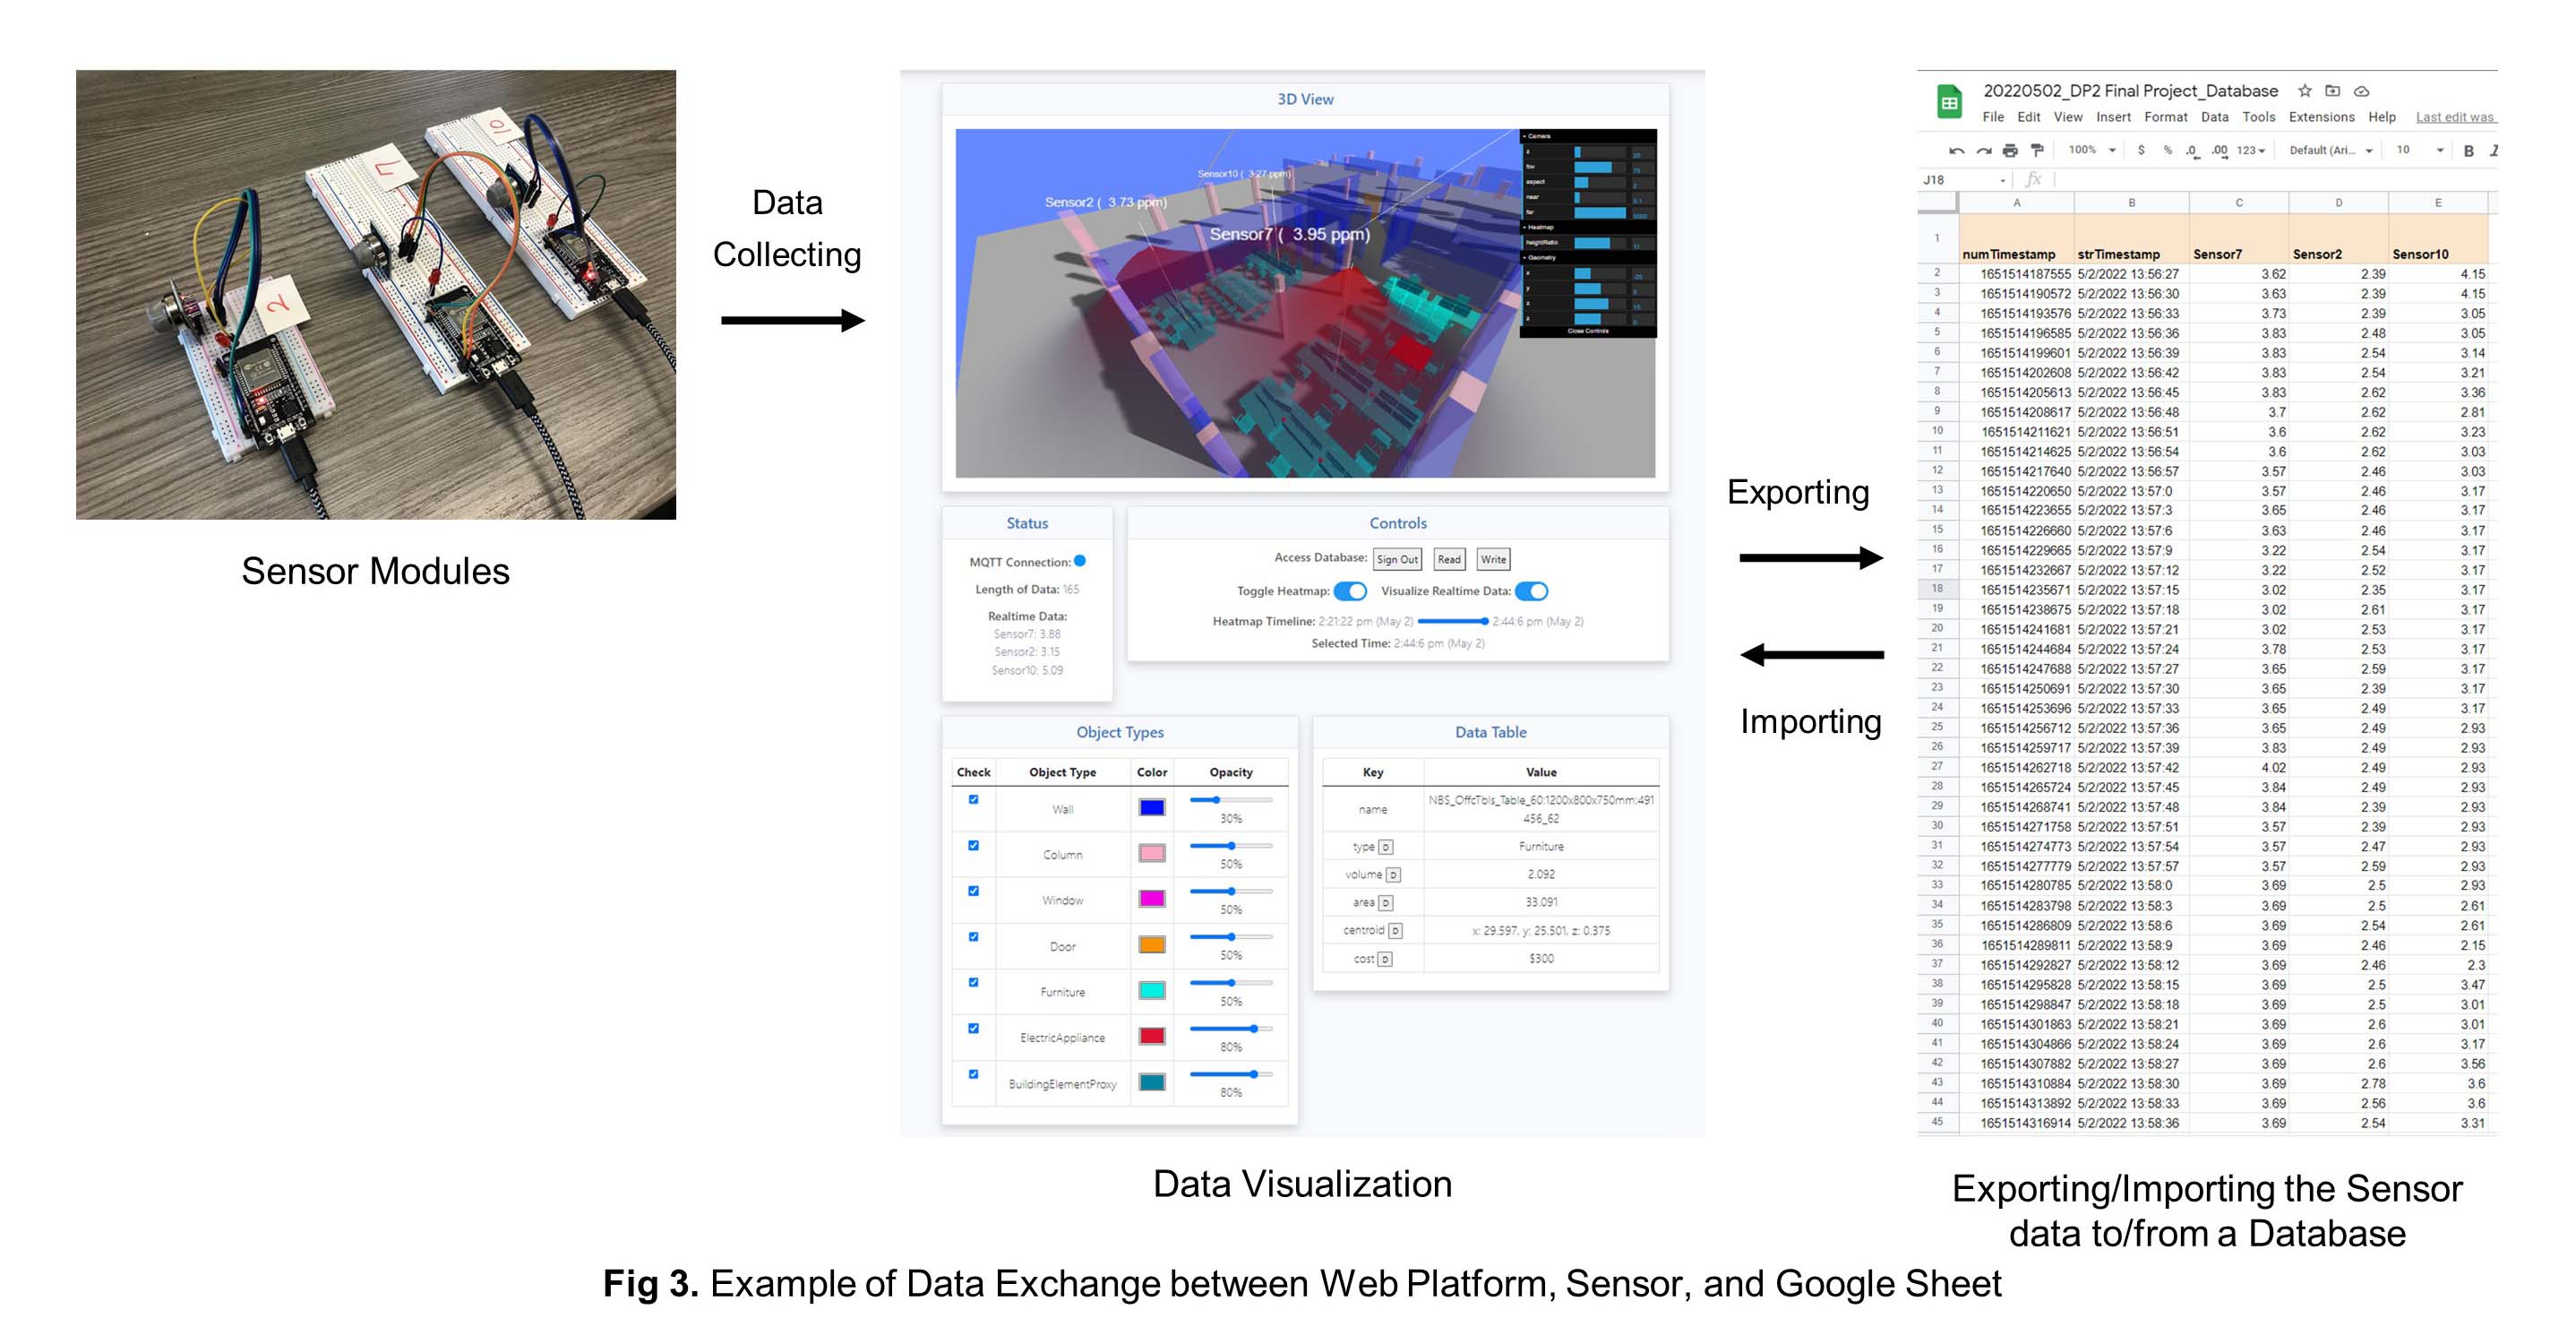 2
7
10
Sensor Modules
Data
Collecting
3D View
Sensor10 ( 3.27 ppm)
Sensor2 ( 3.73 ppm)
Sensor7 ( 3.95 ppm)
Camera
fov
aspect
near
far
Heatmap
heightRatio
Geometry
x
y
z
Close Controls
Status
MQTT Connection:
Length of Data: 165
Realtime Data:
Sensor7: 3.88
Sensor2: 3.15
Sensor10: 5.09
Controls
Access Database: Sign Out Read Write
Toggle Heatmap: Visualize Realtime Data:
Heatmap Timeline: 2:21:22 pm (May 2) 2:44:6 pm (May 2)
Selected Time: 2:44:6 pm (May 2)
Object Types
Check Object Type Color Opacity
Wall 30%
Column 50%
Window 50%
Door 50%
Furniture 50%
ElectricAppliance 80%
BuildingElementProxy 80%
Data Table
Key Value
name NBS_OffcTbls_Table_60:1200x800x750mm:491
456_62
type D Furniture
volume D 2.092
area D 33.091
centroid D x: 29.597, y: 25.501, z: 0.375
cost D $300
Data Visualization
Exporting
Importing
20220502_DP2 Final Project_Database
File Edit View Insert Format Data Tools Extensions Help Last edit was
100% $ % .0 .00 123 Default (Ari... 10 B I
J18 fx
A B C D E
1 numTimestamp strTimestamp Sensor7 Sensor2 Sensor10
2 1651514187555 5/2/2022 13:56:27 3.62 2.39 4.15
3 1651514190572 5/2/2022 13:56:30 3.63 2.39 4.15
4 1651514193576 5/2/2022 13:56:33 3.73 2.39 3.05
5 1651514196585 5/2/2022 13:56:36 3.83 2.48 3.05
6 1651514199601 5/2/2022 13:56:39 3.83 2.54 3.14
7 1651514202608 5/2/2022 13:56:42 3.83 2.54 3.21
8 1651514205613 5/2/2022 13:56:45 3.83 2.62 3.36
9 1651514208617 5/2/2022 13:56:48 3.7 2.62 2.81
10 1651514211621 5/2/2022 13:56:51 3.6 2.62 3.23
11 1651514214625 5/2/2022 13:56:54 3.6 2.62 3.03
12 1651514217640 5/2/2022 13:56:57 3.57 2.46 3.03
13 1651514220650 5/2/2022 13:57:0 3.57 2.46 3.17
14 1651514223655 5/2/2022 13:57:3 3.65 2.46 3.17
15 1651514226660 5/2/2022 13:57:6 3.63 2.46 3.17
16 1651514229665 5/2/2022 13:57:9 3.22 2.54 3.17
17 1651514232667 5/2/2022 13:57:12 3.22 2.52 3.17
18 1651514235671 5/2/2022 13:57:15 3.02 2.35 3.17
19 1651514238675 5/2/2022 13:57:18 3.02 2.61 3.17
20 1651514241681 5/2/2022 13:57:21 3.02 2.53 3.17
21 1651514244684 5/2/2022 13:57:24 3.78 2.53 3.17
22 1651514247688 5/2/2022 13:57:27 3.65 2.59 3.17
23 1651514250691 5/2/2022 13:57:30 3.65 2.39 3.17
24 1651514253696 5/2/2022 13:57:33 3.65 2.49 3.17
25 1651514256712 5/2/2022 13:57:36 3.65 2.49 2.93
26 1651514259717 5/2/2022 13:57:39 3.83 2.49 2.93
27 1651514262718 5/2/2022 13:57:42 4.02 2.49 2.93
28 1651514265724 5/2/2022 13:57:45 3.84 2.49 2.93
29 1651514268741 5/2/2022 13:57:48 3.84 2.39 2.93
30 1651514271758 5/2/2022 13:57:51 3.57 2.39 2.93
31 1651514274773 5/2/2022 13:57:54 3.57 2.47 2.93
32 1651514277779 5/2/2022 13:57:57 3.57 2.59 2.93
33 1651514280785 5/2/2022 13:58:0 3.69 2.5 2.93
34 1651514283798 5/2/2022 13:58:3 3.69 2.5 2.61
35 1651514286809 5/2/2022 13:58:6 3.69 2.54 2.61
36 1651514289811 5/2/2022 13:58:9 3.69 2.46 2.15
37 1651514292827 5/2/2022 13:58:12 3.69 2.46 2.3
38 1651514295828 5/2/2022 13:58:15 3.69 2.5 3.47
39 1651514298847 5/2/2022 13:58:18 3.69 2.5 3.01
40 1651514301863 5/2/2022 13:58:21 3.69 2.6 3.01
41 1651514304866 5/2/2022 13:58:24 3.69 2.6 3.17
42 1651514307882 5/2/2022 13:58:27 3.69 2.6 3.56
43 1651514310884 5/2/2022 13:58:30 3.69 2.78 3.6
44 1651514313892 5/2/2022 13:58:33 3.69 2.56 3.6
45 1651514316914 5/2/2022 13:58:36 3.69 2.54 3.31
Exporting/Importing the Sensor
data to/from a Database
Fig 3. Example of Data Exchange between Web Platform, Sensor, and Google Sheet